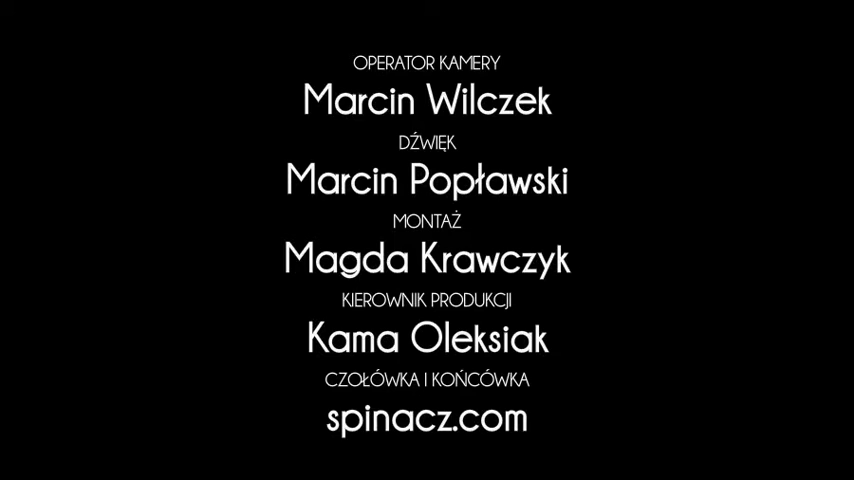 OPERATOR KAMERY
Marcin Wilczek
DŹWIĘK
Marcin Popławski
MONTAŻ
Magda Krawczyk
KIEROWNIK PRODUKCJI
Kama Oleksiak
CZOŁÓWKA I KOŃCÓWKA
spinacz.com